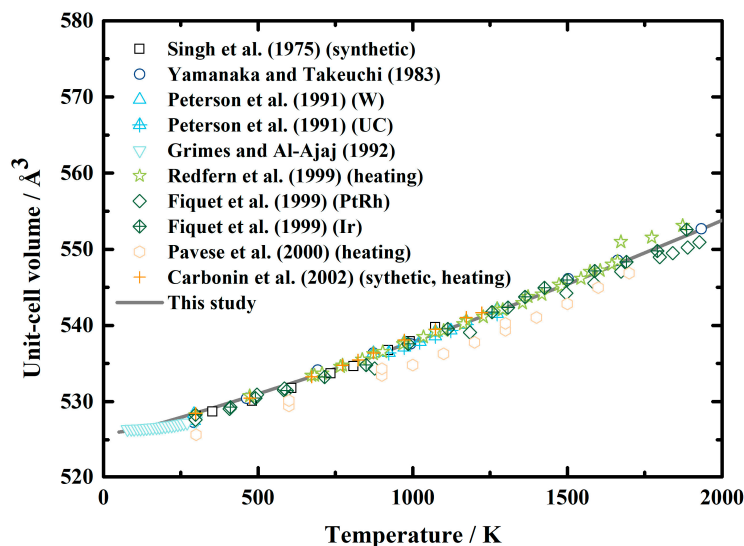 580
570
560
550
540
530
520
Unit-cell volume / Å3
Singh et al. (1975) (synthetic)
Yamanaka and Takeuchi (1983)
Peterson et al. (1991) (W)
Peterson et al. (1991) (UC)
Grimes and Al-Ajaj (1992)
Redfern et al. (1999) (heating)
Fiquet et al. (1999) (PtRh)
Fiquet et al. (1999) (Ir)
Pavese et al. (2000) (heating)
Carbonin et al. (2002) (sythetic, heating)
This study
0 500 1000 1500 2000
Temperature / K